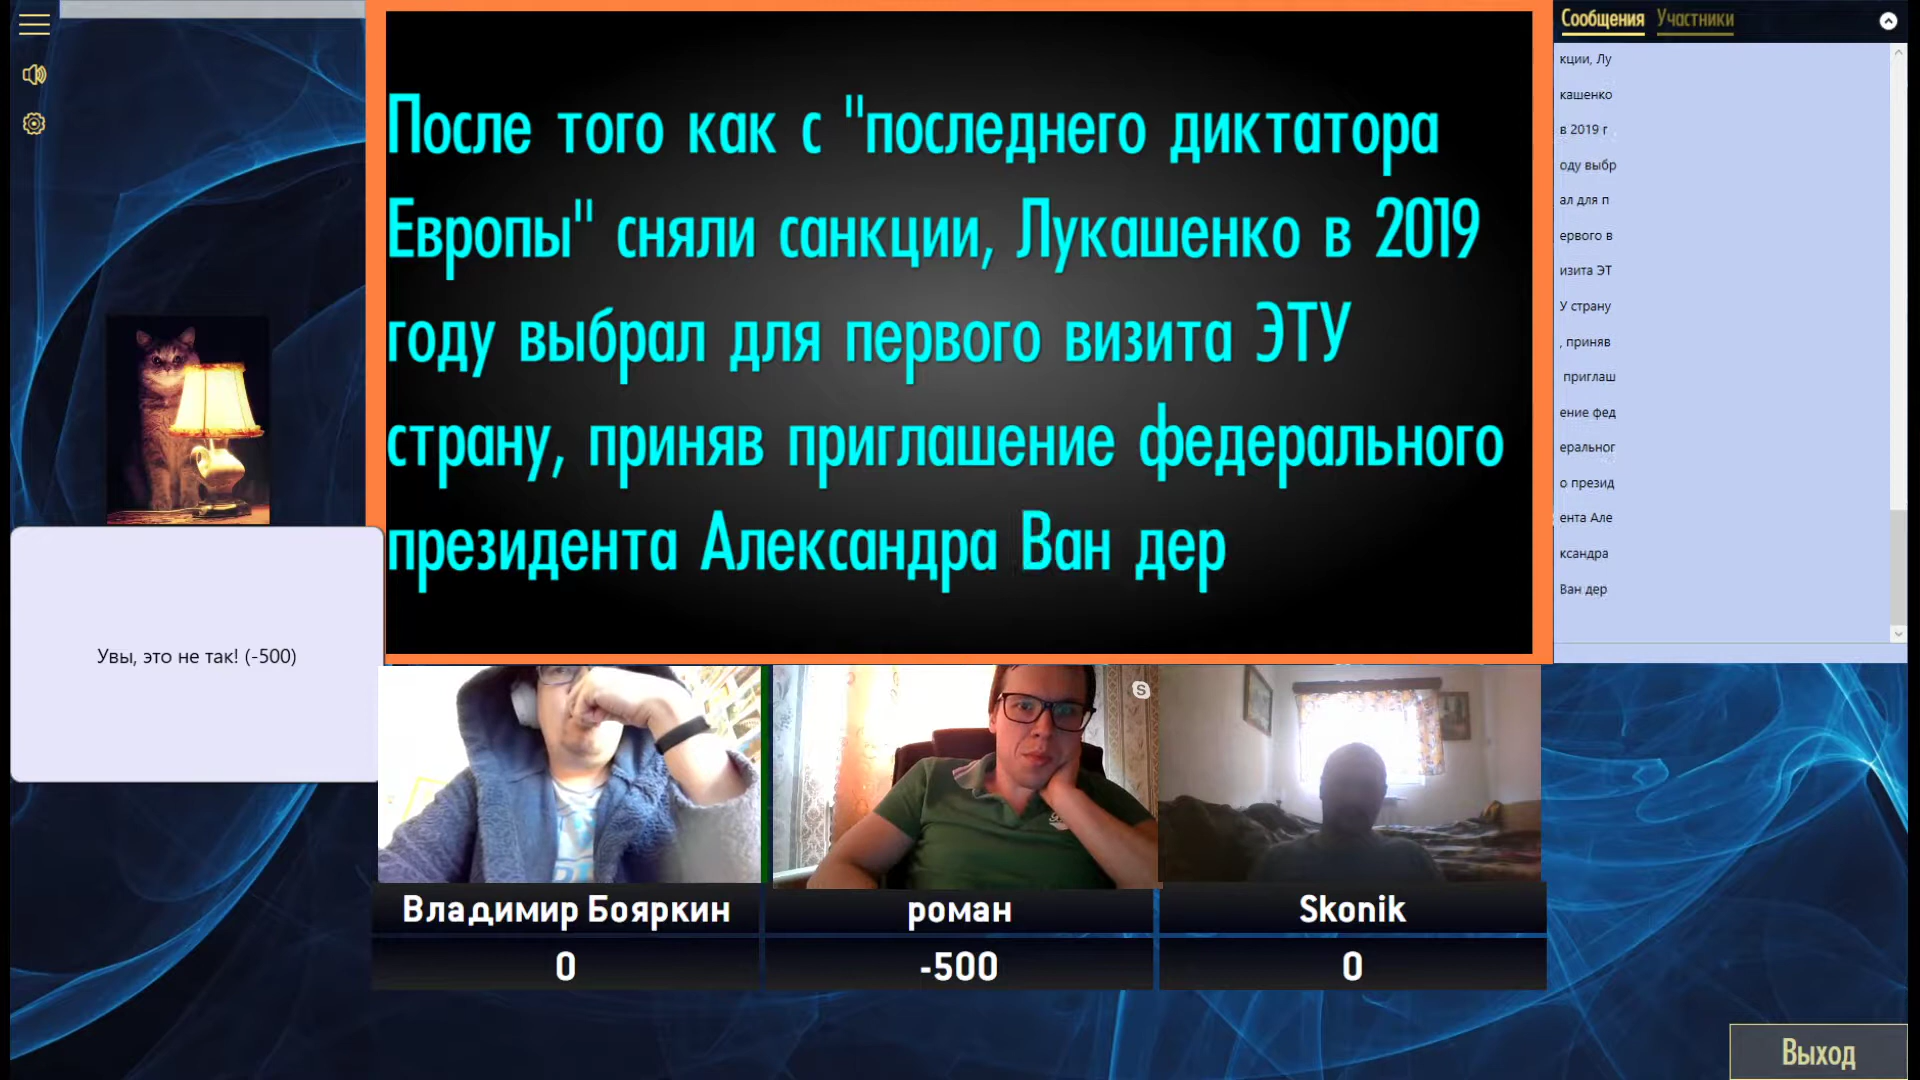 Сообщения Участники
После того как с "последнего диктатора
Европы" сняли санкции, Лукашенко в 2019
году выбрал для первого визита ЭТУ
страну, приняв приглашение федерального
президента Александра Ван дер
кции, Лу
кашенко
в 2019 г
оду выбр
ал для п
ервого в
изита ЭТ
У страну
, приняв
приглаш
ение фед
еральног
о презид
ента Але
ксандра
Ван дер
Увы, это не так! (-500)
Владимир Бояркин
0
роман
-500
Skonik
0
Выход